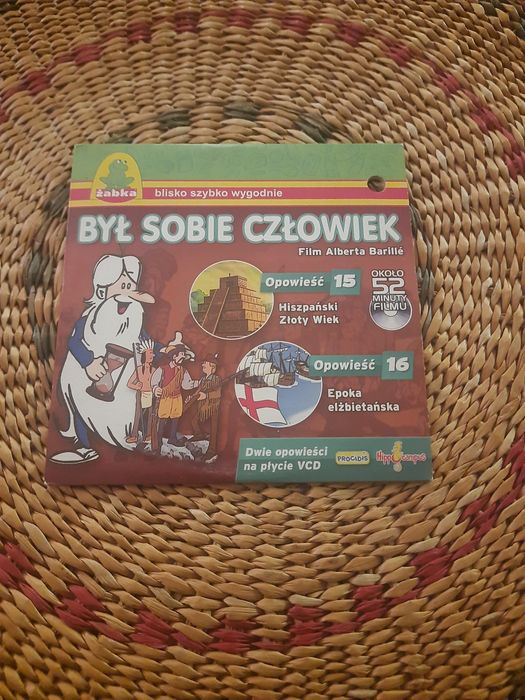 żabka
blisko szybko wygodnie
BYŁ SOBIE CZŁOWIEK
Film Alberta Barillé
Opowieść 15
Hiszpański
Złoty Wiek
OKOŁO
52
MINUTY
FILMU
Opowieść 16
Epoka
elżbietańska
Dwie opowieści
na płycie VCD
PROCIDIS
Hippocampus